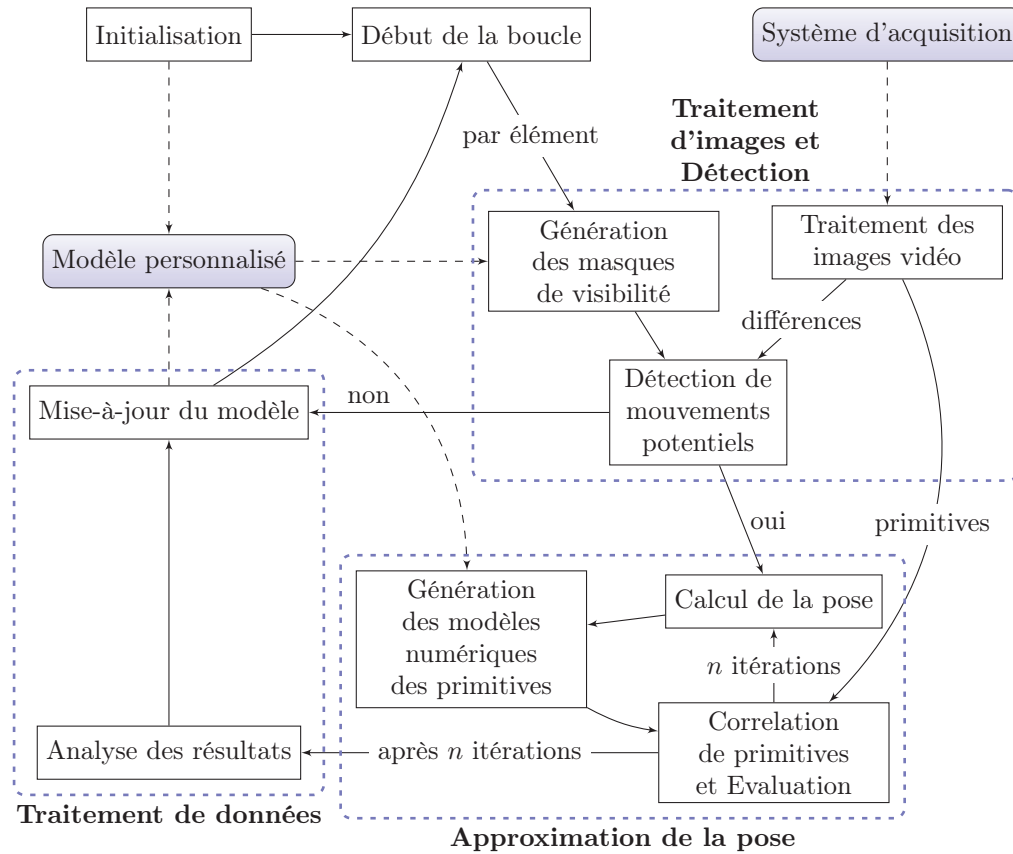 Initialisation
Début de la boucle
Système d'acquisition
Traitement
d'images et
Détection
par élément
Génération
des masques
de visibilité
Traitement des
images vidéo
Modèle personnalisé
différences
Détection de
mouvements
potentiels
non
Mise-à-jour du modèle
oui
primitives
Génération
des modèles
numériques
des primitives
Calcul de la pose
n itérations
Correlation
de primitives
et Evaluation
après n itérations
Analyse des résultats
Traitement de données
Approximation de la pose